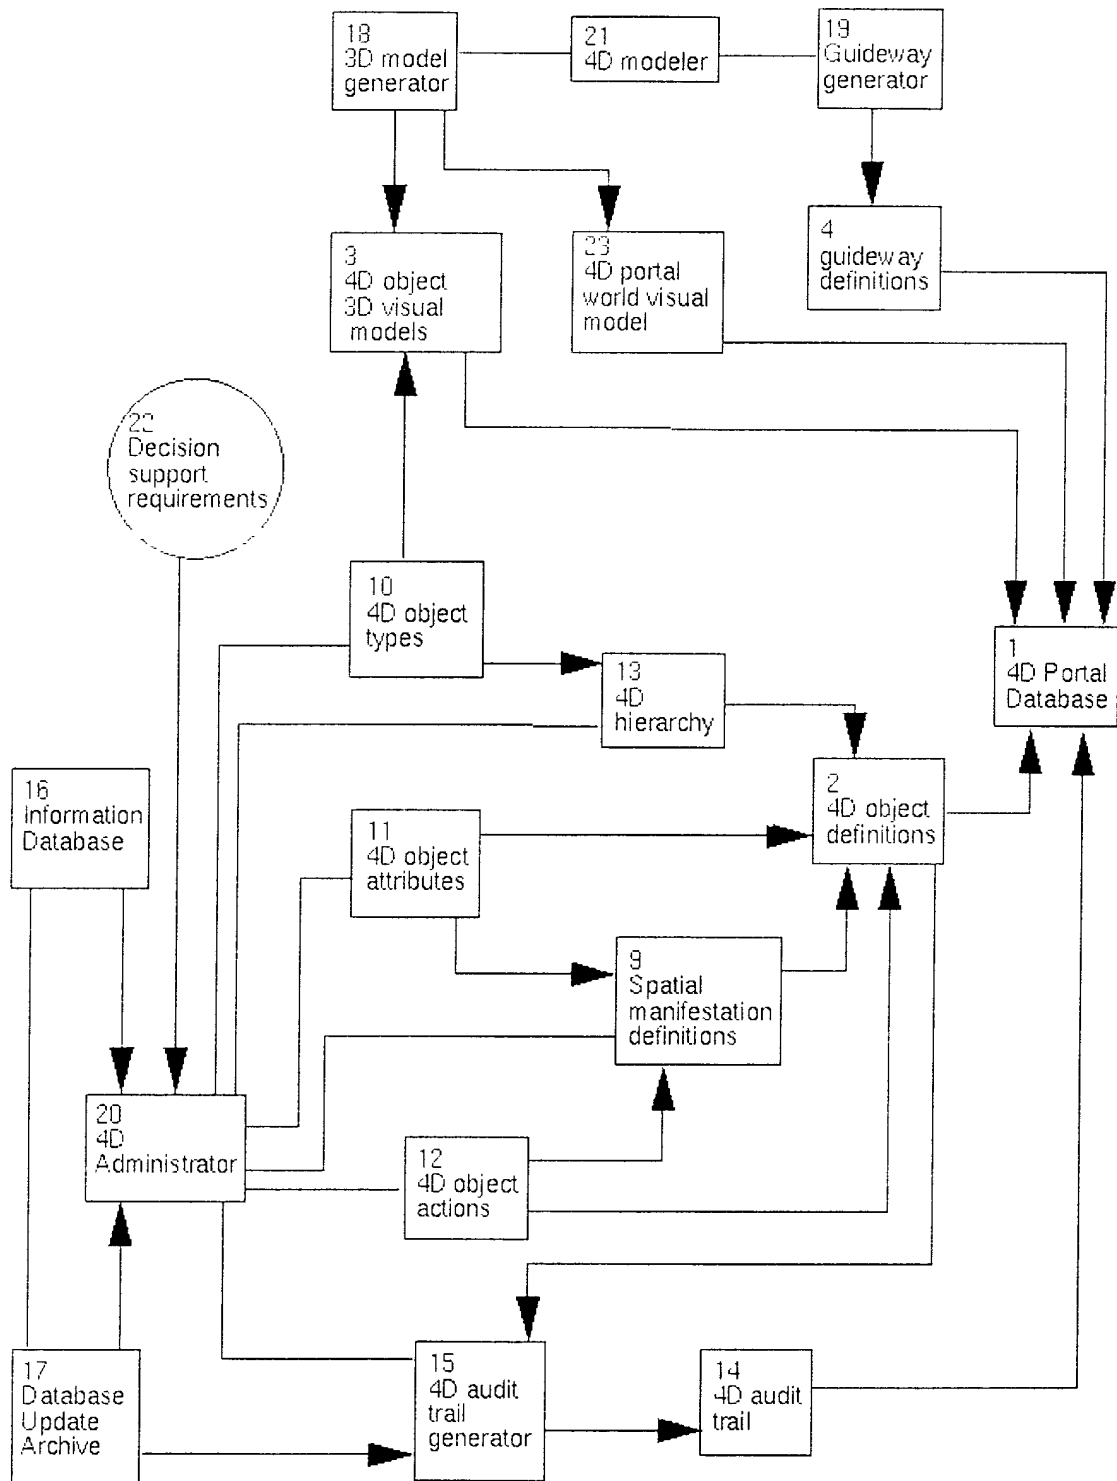 18
3D model
generator
21
4D modeler
19
Guideway
generator
3
4D object
3D visual
models
23
4D portal
world visual
model
4
guideway
definitions
22
Decision
support
requirements
10
4D object
types
13
4D
hierarchy
1
4D Portal
Database
16
Information
Database
11
4D object
attributes
2
4D object
definitions
9
Spatial
manifestation
definitions
20
4D
Administrator
12
4D object
actions
17
Database
Update
Archive
15
4D audit
trail
generator
14
4D audit
trail